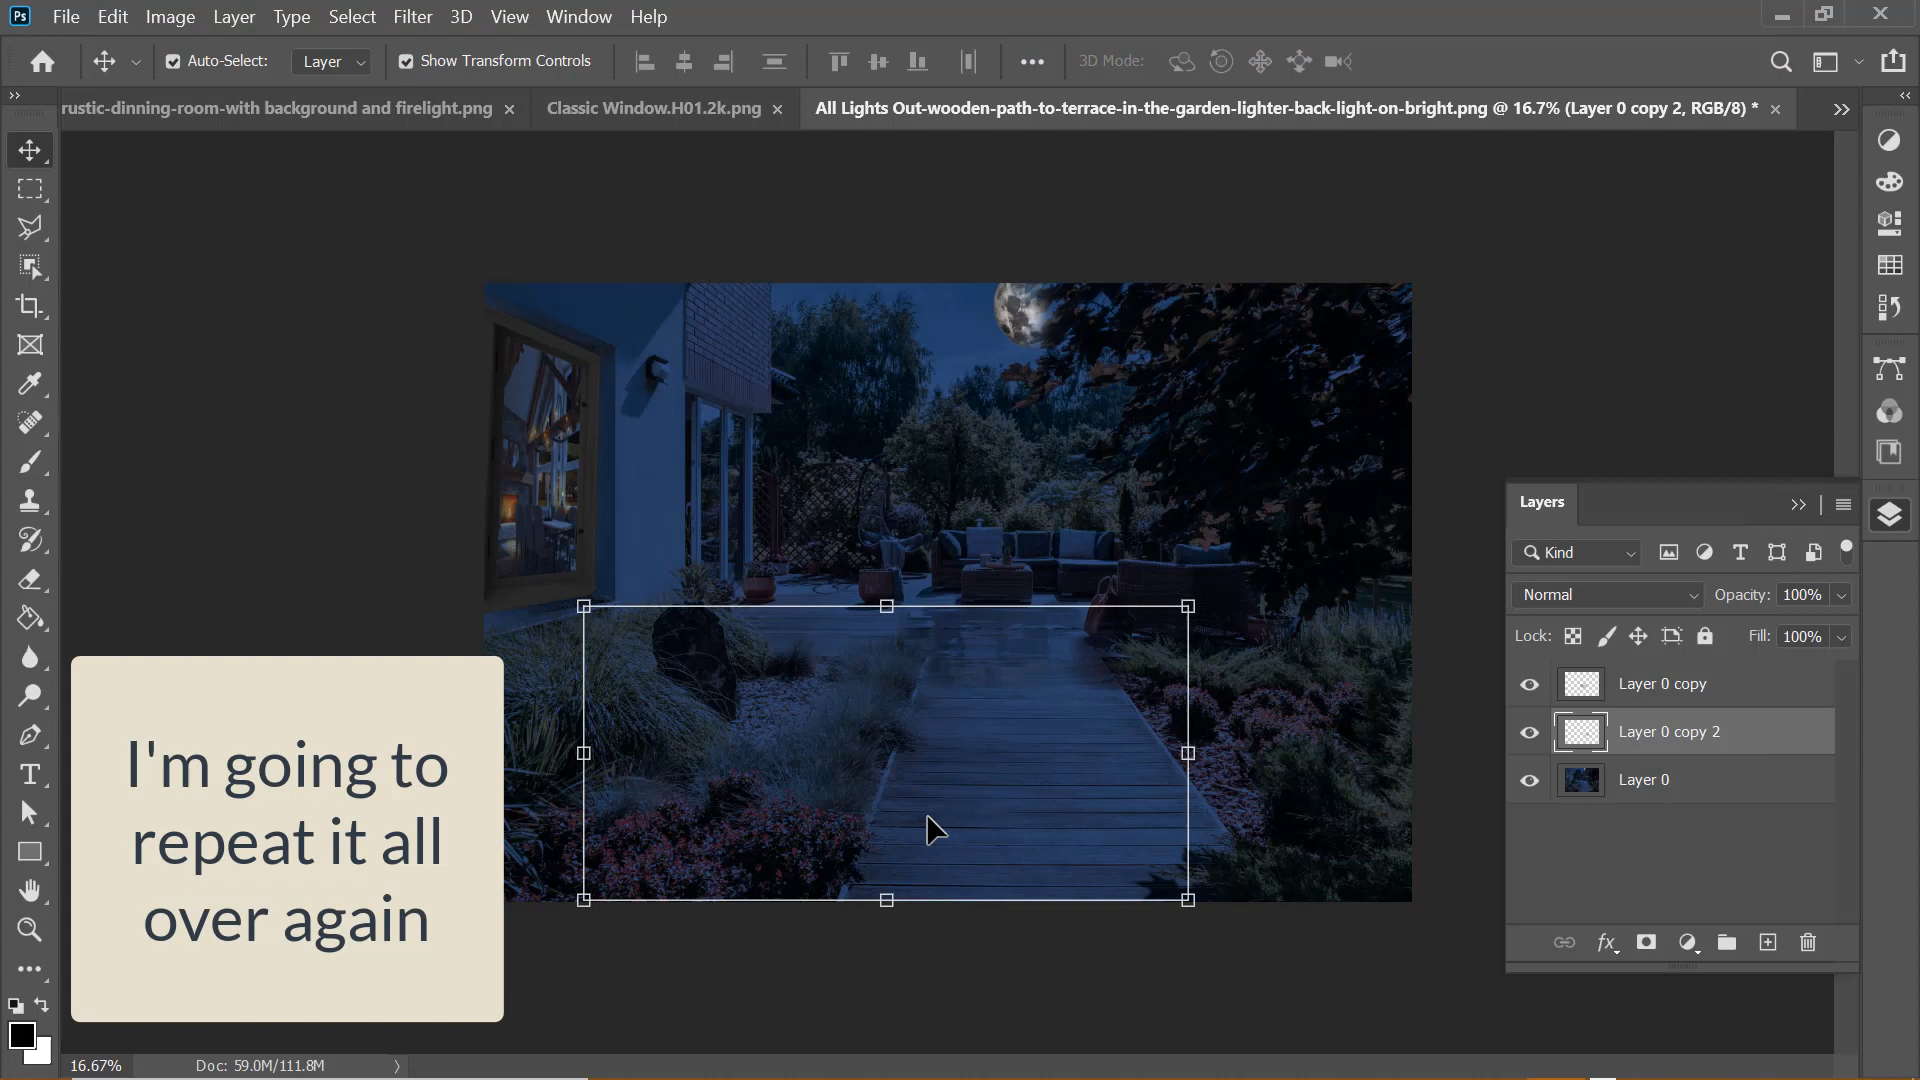 Ps File Edit Image Layer Type Select Filter 3D View Window Help
Auto-Select: Layer Show Transform Controls 3D Mode:
rustic-dinning-room-with background and firelight.png Classic Window.H01.2k.png All Lights Out-wooden-path-to-terrace-in-the-garden-lighter-back-light-on-bright.png @ 16.7% (Layer 0 copy 2, RGB/8) *
Layers
Kind
Normal Opacity: 100%
Lock: Fill: 100%
Layer 0 copy
Layer 0 copy 2
Layer 0
fx
I'm going to
repeat it all
over again
16.67% Doc: 59.0M/111.8M